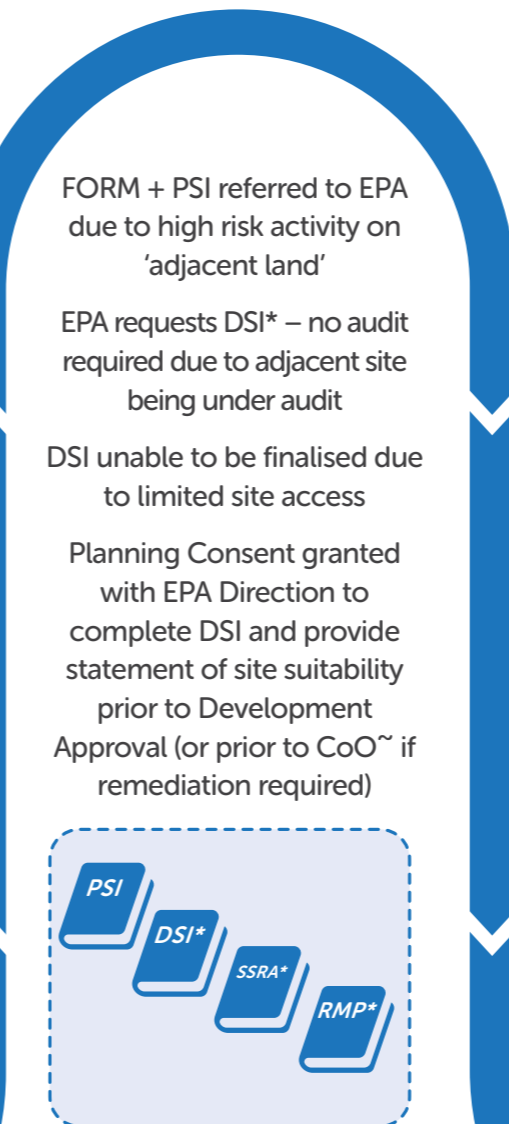 FORM + PSI referred to EPA
due to high risk activity on
‘adjacent land’
EPA requests DSI* – no audit
required due to adjacent site
being under audit
DSI unable to be finalised due
to limited site access
Planning Consent granted
with EPA Direction to
complete DSI and provide
statement of site suitability
prior to Development
Approval (or prior to CoO~ if
remediation required)
PSI
DSI*
SSRA*
RMP*